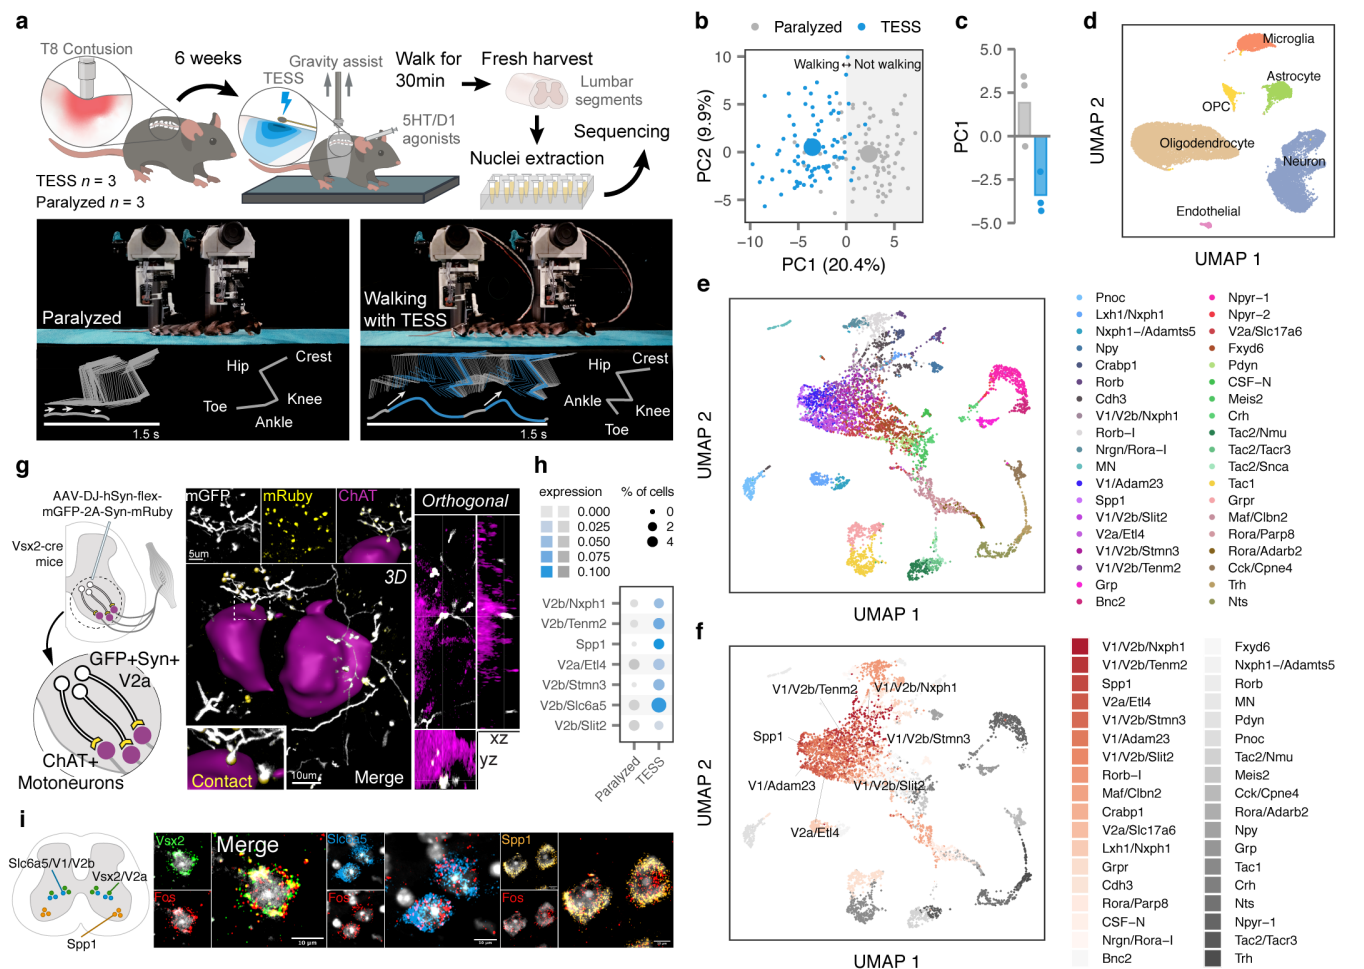 a
T8 Contusion
6 weeks
TESS
Gravity assist
5HT/D1
agonists
Walk for
30min
Fresh harvest
Lumbar
segments
Nuclei extraction
Sequencing
TESS n = 3
Paralyzed n = 3
Paralyzed
Hip
Crest
Knee
Toe
Ankle
1.5 s
Walking
with TESS
Hip
Crest
Ankle
Knee
Toe
1.5 s
b
Paralyzed
TESS
Walking ↔ Not walking
10
5
0
−5
−10
−5
0
5
PC2 (9.9%)
PC1 (20.4%)
c
5.0
2.5
0.0
−2.5
−5.0
PC1
d
Microglia
Astrocyte
OPC
Oligodendrocyte
Neuron
Endothelial
UMAP 2
UMAP 1
e
UMAP 2
UMAP 1
Pnoc
Lxh1/Nxph1
Nxph1−/Adamts5
Npy
Crabp1
Rorb
Cdh3
V1/V2b/Nxph1
Rorb−I
Nrgn/Rora−I
MN
V1/Adam23
Spp1
V1/V2b/Slit2
V2a/Etl4
V1/V2b/Stmn3
V1/V2b/Tenm2
Grp
Bnc2
Npyr−1
Npyr−2
V2a/Slc17a6
Fxyd6
Pdyn
CSF−N
Meis2
Crh
Tac2/Nmu
Tac2/Tacr3
Tac2/Snca
Tac1
Grpr
Maf/Clbn2
Rora/Parp8
Rora/Adarb2
Cck/Cpne4
Trh
Nts
f
V1/V2b/Tenm2
V1/V2b/Nxph1
Spp1
V1/V2b/Stmn3
V1/Adam23
V1/V2b/Slit2
V2a/Etl4
UMAP 2
UMAP 1
V1/V2b/Nxph1
V1/V2b/Tenm2
Spp1
V2a/Etl4
V1/V2b/Stmn3
V1/Adam23
V1/V2b/Slit2
Rorb−I
Maf/Clbn2
Crabp1
V2a/Slc17a6
Lxh1/Nxph1
Grpr
Cdh3
Rora/Parp8
CSF−N
Nrgn/Rora−I
Bnc2
Fxyd6
Nxph1−/Adamts5
Rorb
MN
Pdyn
Pnoc
Tac2/Nmu
Meis2
Cck/Cpne4
Rora/Adarb2
Npy
Grp
Tac1
Crh
Nts
Npyr−1
Tac2/Tacr3
Trh
g
AAV-DJ-hSyn-flex-
mGFP-2A-Syn-mRuby
Vsx2-cre
mice
GFP+Syn+
V2a
ChAT+
Motoneurons
mGFP
mRuby
ChAT
5um
3D
Contact
10um
Merge
Orthogonal
xz
yz
h
expression
0.000
0.025
0.050
0.075
0.100
% of cells
0
2
4
V2b/Nxph1
V2b/Tenm2
Spp1
V2a/Etl4
V2b/Stmn3
V2b/Slc6a5
V2b/Slit2
Paralyzed
TESS
i
Slc6a5/V1/V2b
Vsx2/V2a
Spp1
Vsx2
Fos
Merge
10 μm
Slc6a5
Fos
10 μm
Spp1
Fos